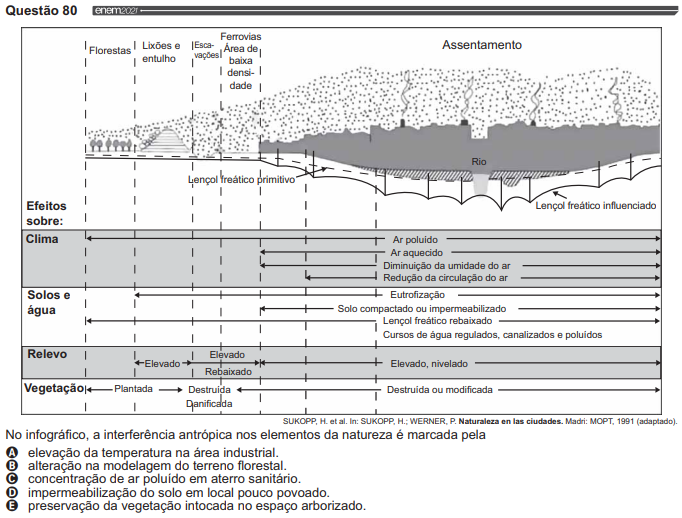 Questão 80 enem2021
Ferrovias
Florestas
Lixões e
entulho
Esca-
vações
Área de
baixa
densi-
dade
Assentamento
Rio
Lençol freático primitivo
Lençol freático influenciado
Efeitos
sobre:
Clima
Ar poluído
Ar aquecido
Diminuição da umidade do ar
Redução da circulação do ar
Solos e
água
Eutrofização
Solo compactado ou impermeabilizado
Lençol freático rebaixado
Cursos de água regulados, canalizados e poluídos
Relevo
Elevado
Elevado
Rebaixado
Elevado, nivelado
Vegetação
Plantada
Destruída
Danificada
Destruída ou modificada
SUKOPP, H. et al. In: SUKOPP, H.; WERNER, P. Naturaleza en las ciudades. Madri: MOPT, 1991 (adaptado).
No infográfico, a interferência antrópica nos elementos da natureza é marcada pela
A elevação da temperatura na área industrial.
B alteração na modelagem do terreno florestal.
C concentração de ar poluído em aterro sanitário.
D impermeabilização do solo em local pouco povoado.
E preservação da vegetação intocada no espaço arborizado.